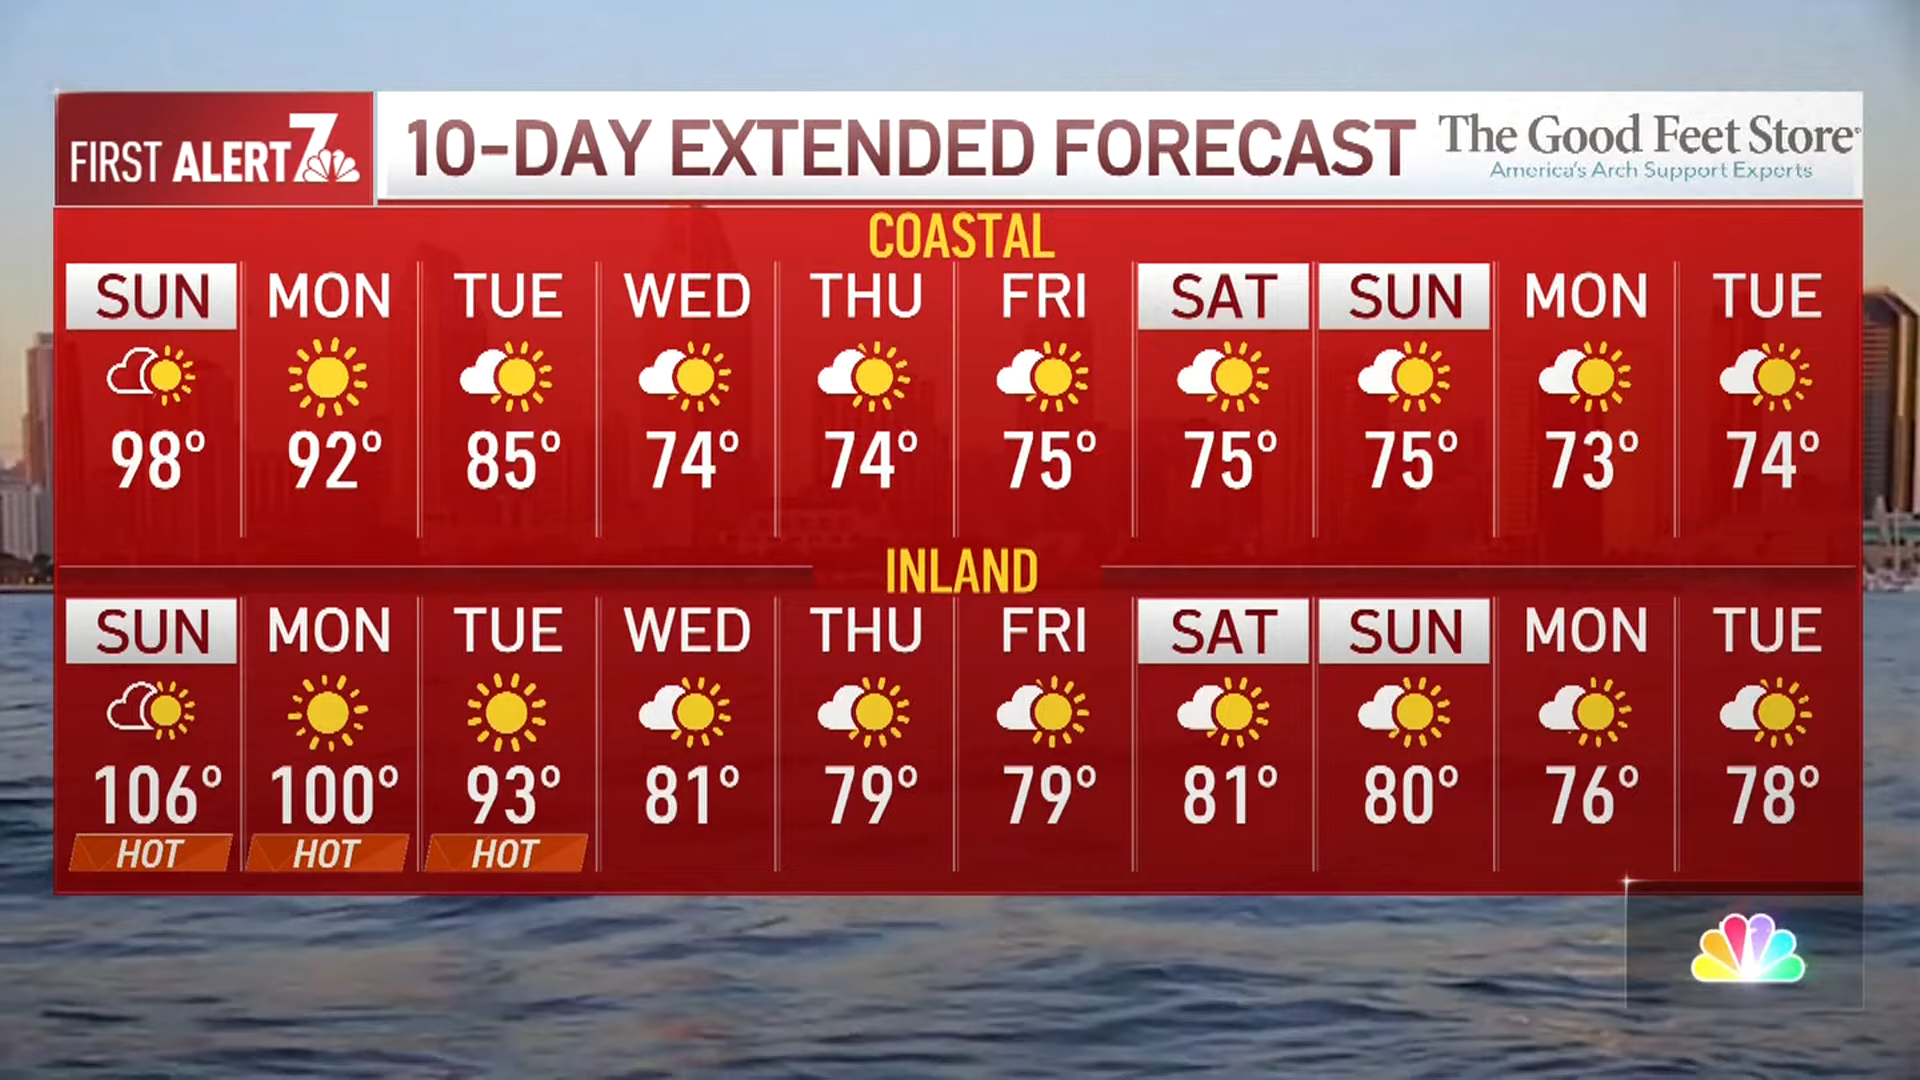 FIRST ALERT 7
10-DAY EXTENDED FORECAST
The Good Feet Store
America's Arch Support Experts
COASTAL
SUN MON TUE WED THU FRI SAT SUN MON TUE
98° 92° 85° 74° 74° 75° 75° 75° 73° 74°
INLAND
SUN MON TUE WED THU FRI SAT SUN MON TUE
106° 100° 93° 81° 79° 79° 81° 80° 76° 78°
HOT HOT HOT